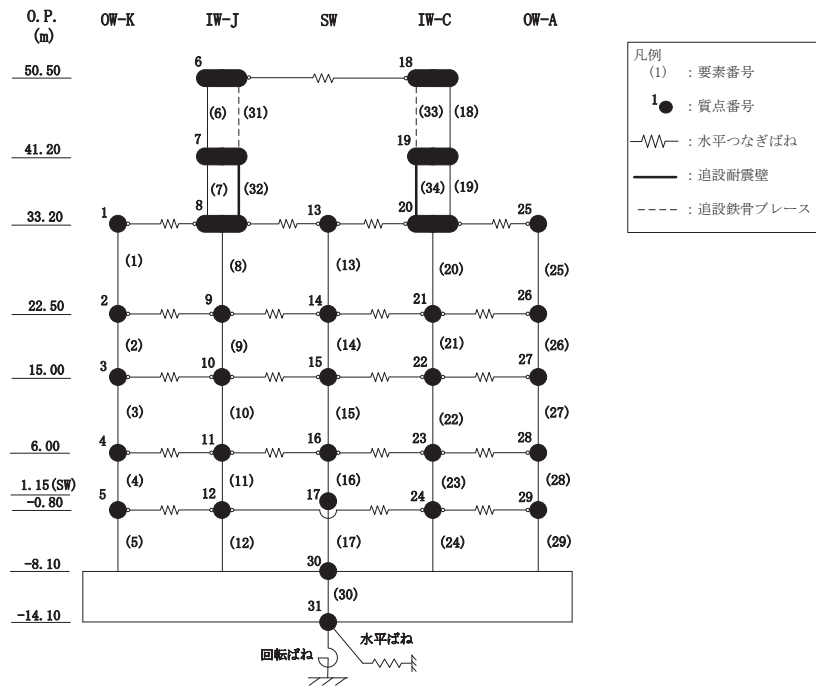 O.P. OW-K IW-J SW IW-C OW-A
(m)
6 18
50.50
(6) (31) (33) (18)
7 19
41.20
(7) (32) (34) (19)
8 20
1 13 25
33.20
(1) (8) (13) (20) (25)
2 9 14 21 26
22.50
(2) (9) (14) (21) (26)
3 10 15 22 27
15.00
(3) (10) (15) (22) (27)
4 11 16 23 28
6.00
(4) (11) (16) (23) (28)
1.15(SW)
5 12 17 24 29
-0.80
(5) (12) (17) (24) (29)
-8.10 30
(30)
-14.10 31
水平ばね
回転ばね
凡例
(1) : 要素番号
1 : 質点番号
: 水平つなぎばね
: 追設耐震壁
: 追設鉄骨ブレース